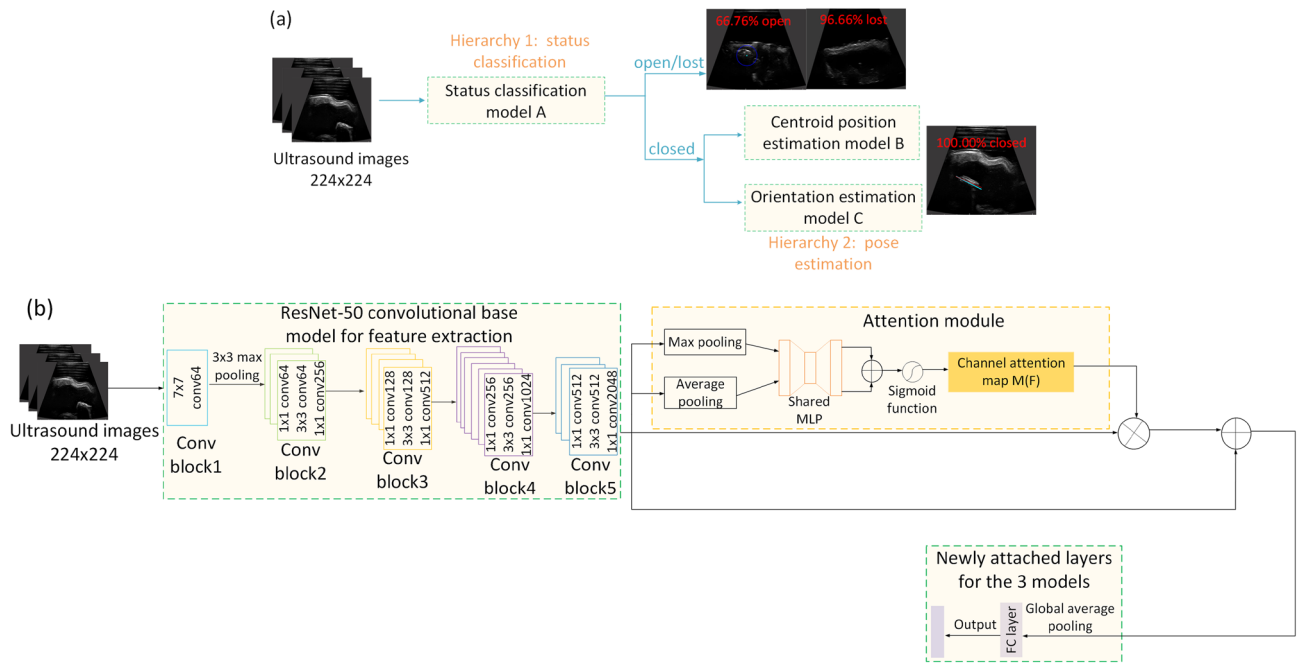 (a)
Hierarchy 1: status
classification
66.76% open
96.66% lost
open/lost
Status classification
model A
Ultrasound images
224x224
closed
Centroid position
estimation model B
100.00% closed
Orientation estimation
model C
Hierarchy 2: pose
estimation
(b)
ResNet-50 convolutional base
model for feature extraction
Attention module
7x7
conv64
3x3 max
pooling
1x1 conv64
3x3 conv64
1x1 conv256
1x1 conv128
3x3 conv128
1x1 conv512
1x1 conv256
3x3 conv256
1x1 conv1024
1x1 conv512
3x3 conv512
1x1 conv2048
Max pooling
Average
pooling
Shared
MLP
Sigmoid
function
Channel attention
map M(F)
Ultrasound images
224x224
Conv
block1
Conv
block2
Conv
block3
Conv
block4
Conv
block5
Newly attached layers
for the 3 models
Output
FC layer
Global average
pooling